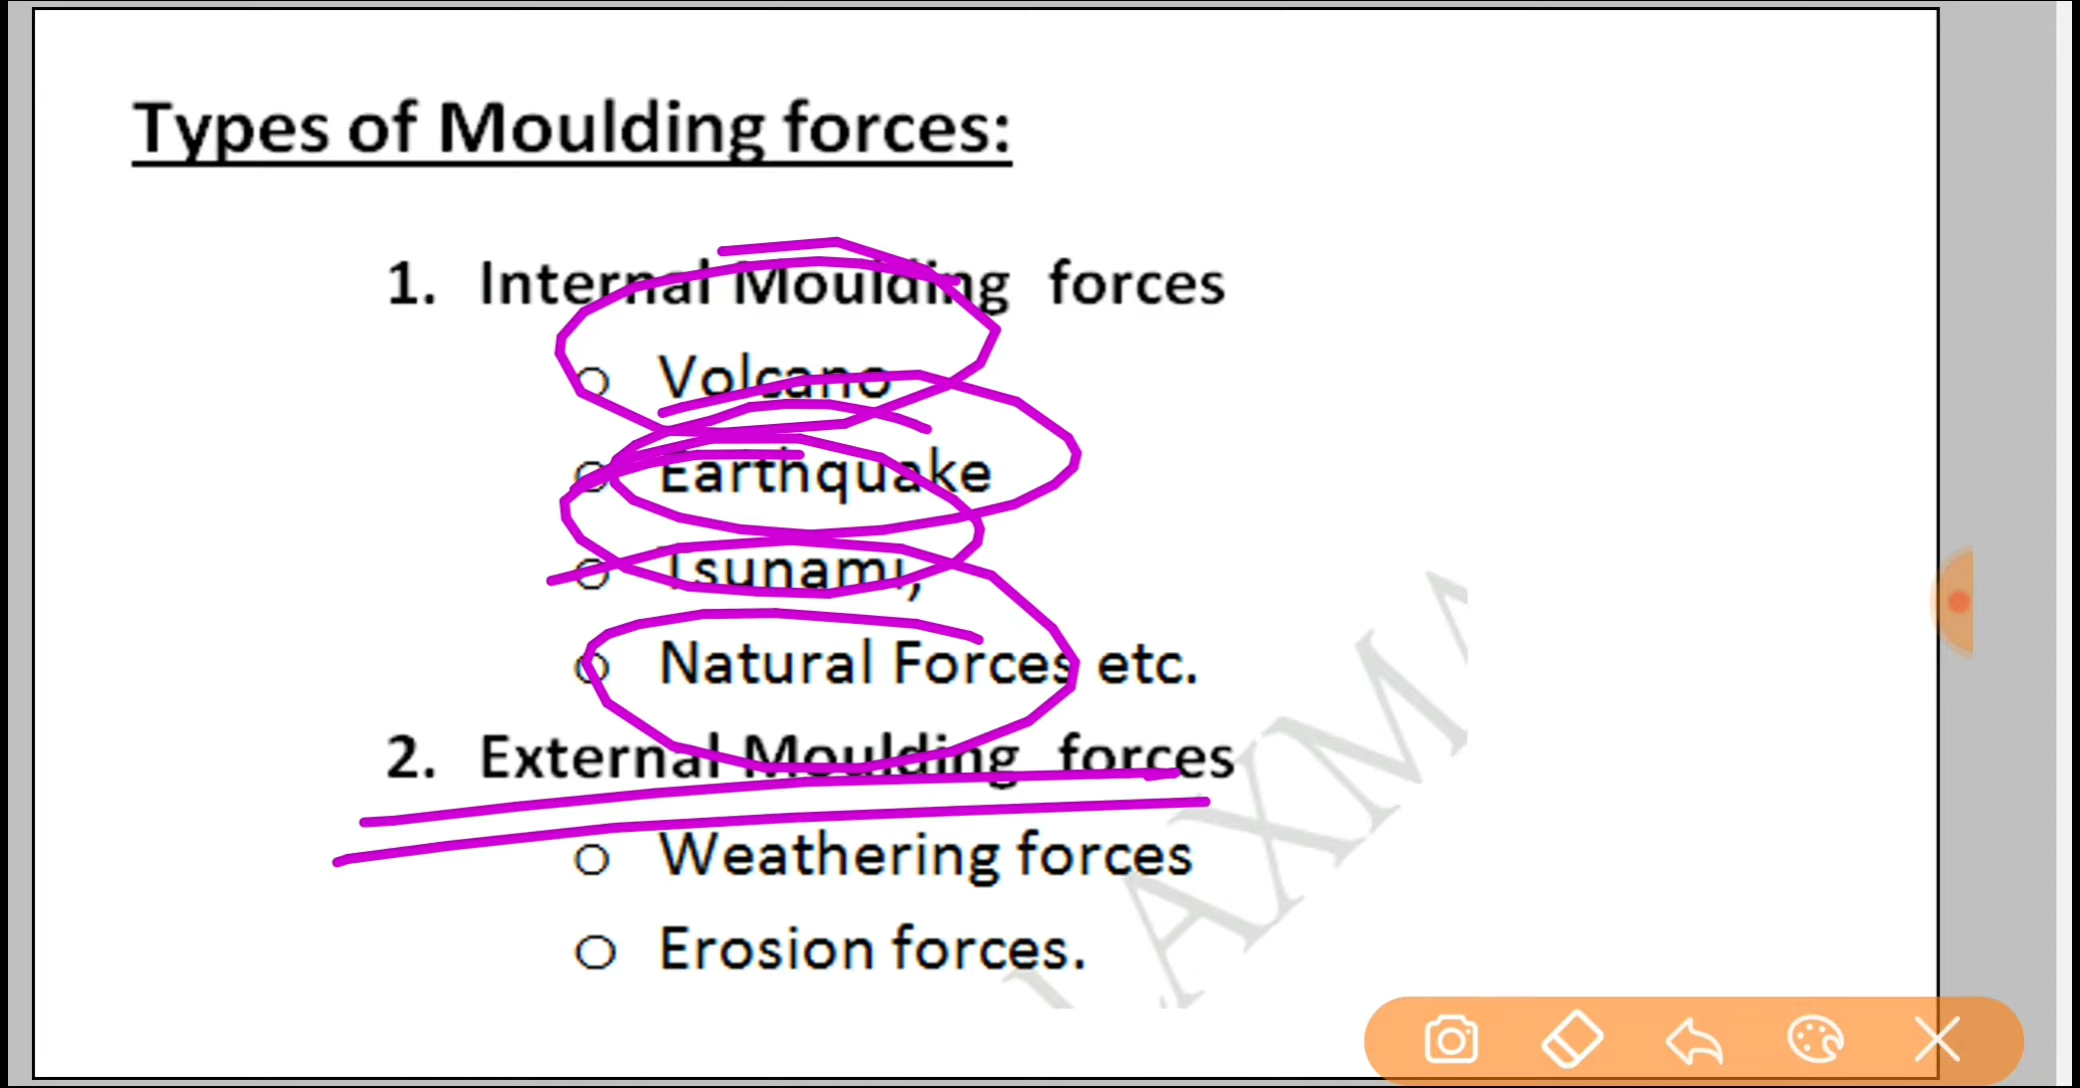 Types of Moulding forces:
1. Internal Moulding forces
o Volcano
o Earthquake
o Tsunami,
o Natural Forces etc.
2. External Moulding forces
o Weathering forces
o Erosion forces.